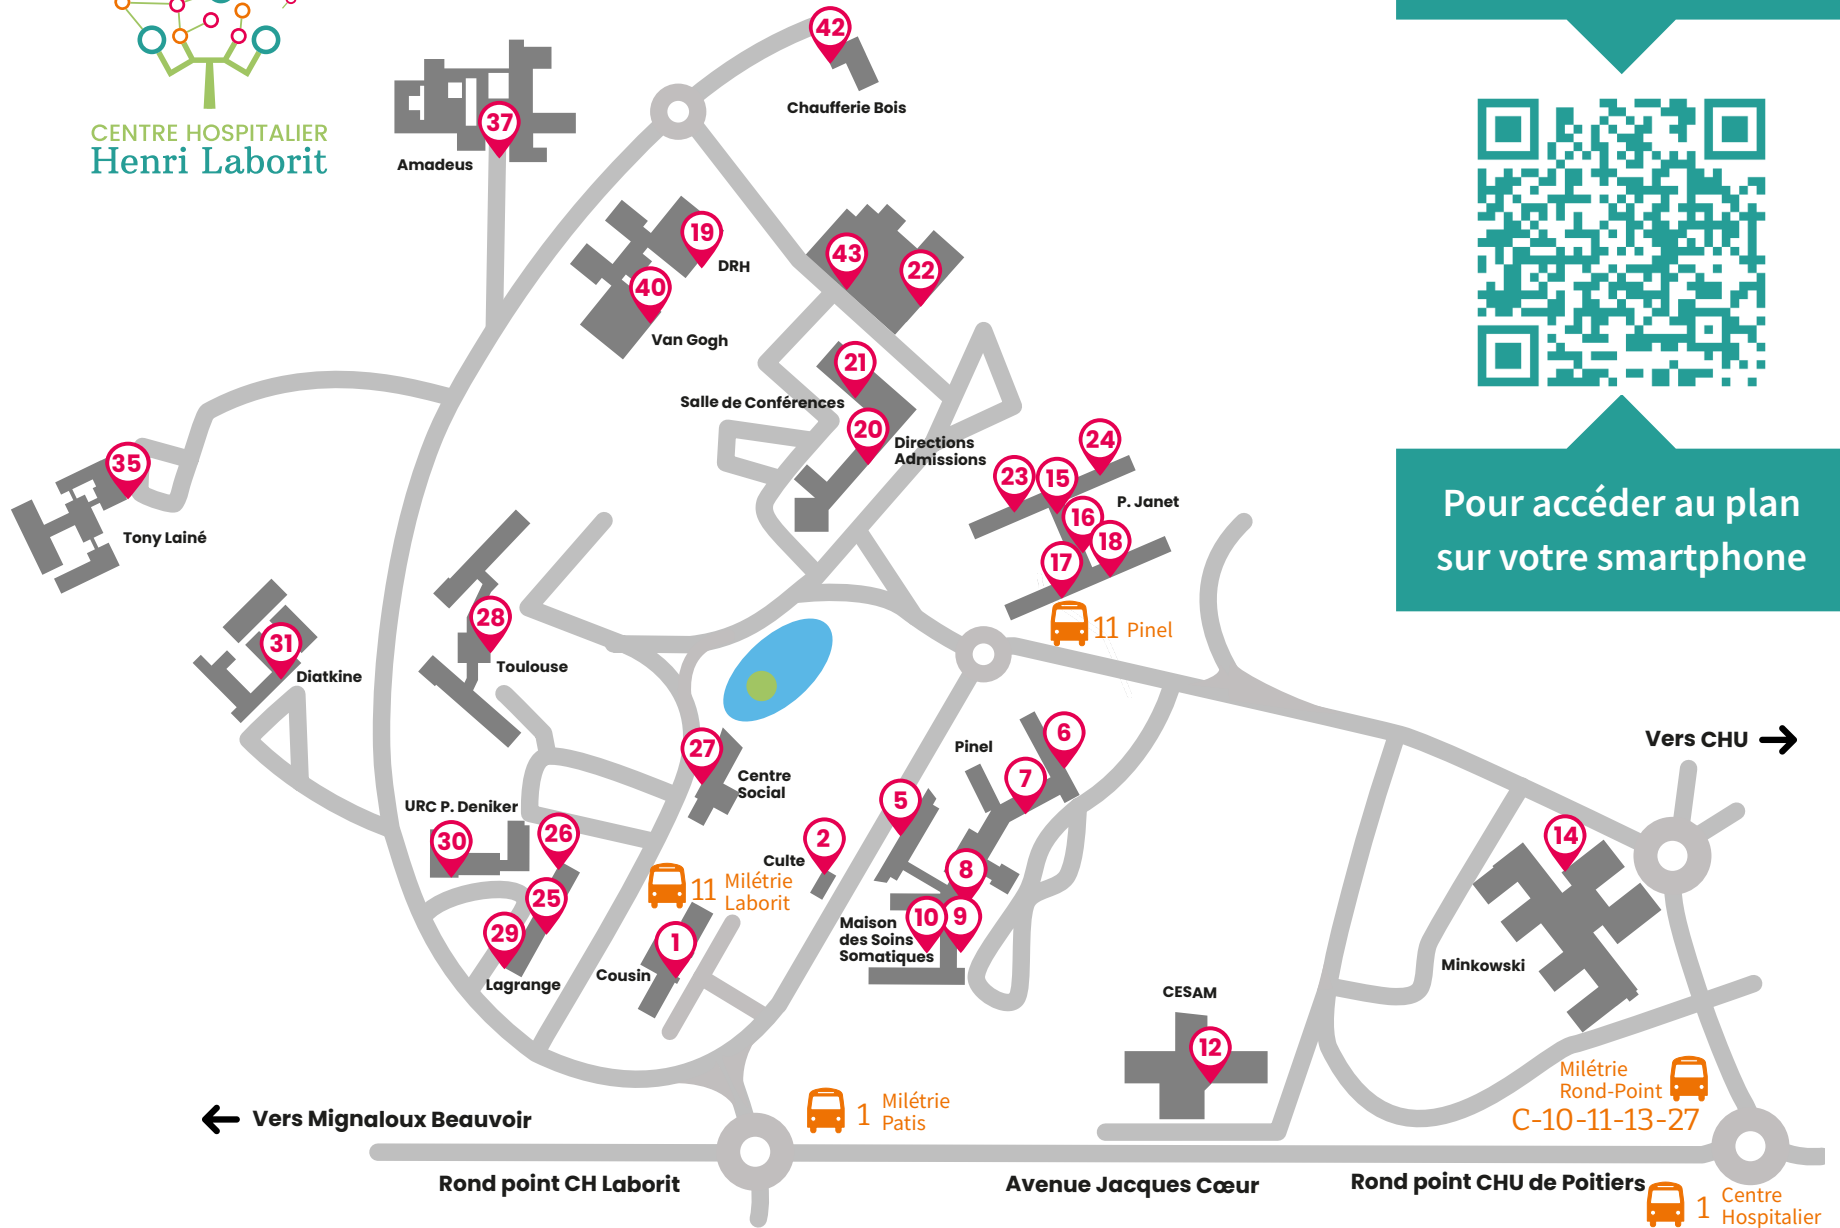 CENTRE HOSPITALIER
Henri Laborit
42
Chaufferie Bois
37
Amadeus
19
DRH
40
Van Gogh
43
22
21
Salle de Conférences
20
Directions
Admissions
24
23
15
P. Janet
16
18
17
11 Pinel
Pour accéder au plan
sur votre smartphone
35
Tony Lainé
31
Diatkine
28
Toulouse
27
Centre
Social
Pinel
6
7
5
Vers CHU
URC P. Deniker
30
26
25
29
Lagrange
11 Milétrie
Laborit
2
Culte
1
Cousin
8
10
9
Maison
des Soins
Somatiques
14
Minkowski
CESAM
12
Milétrie
Rond-Point
C-10-11-13-27
Vers Mignaloux Beauvoir
1 Milétrie
Patis
Rond point CH Laborit
Avenue Jacques Cœur
Rond point CHU de Poitiers
1 Centre
Hospitalier